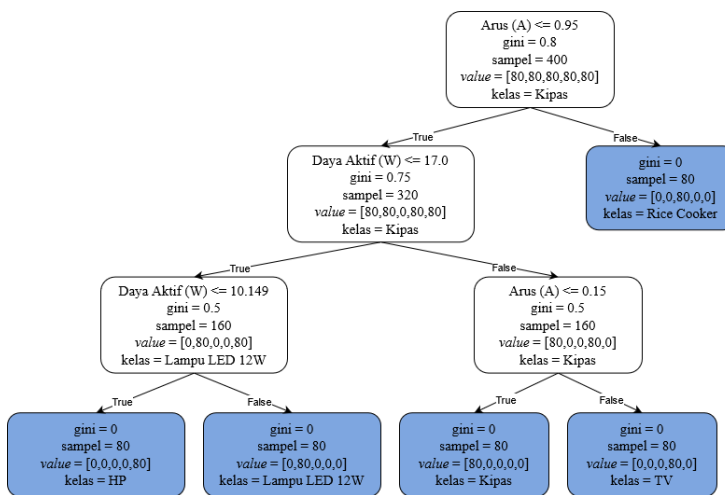 Arus (A) <= 0.95
gini = 0.8
sampel = 400
value = [80,80,80,80,80]
kelas = Kipas
True
False
Daya Aktif (W) <= 17.0
gini = 0.75
sampel = 320
value = [80,80,0,80,80]
kelas = Kipas
gini = 0
sampel = 80
value = [0,0,80,0,0]
kelas = Rice Cooker
True
False
Daya Aktif (W) <= 10.149
gini = 0.5
sampel = 160
value = [0,80,0,0,80]
kelas = Lampu LED 12W
Arus (A) <= 0.15
gini = 0.5
sampel = 160
value = [80,0,0,80,0]
kelas = Kipas
True
False
True
False
gini = 0
sampel = 80
value = [0,0,0,0,80]
kelas = HP
gini = 0
sampel = 80
value = [0,80,0,0,0]
kelas = Lampu LED 12W
gini = 0
sampel = 80
value = [80,0,0,0,0]
kelas = Kipas
gini = 0
sampel = 80
value = [0,0,0,80,0]
kelas = TV